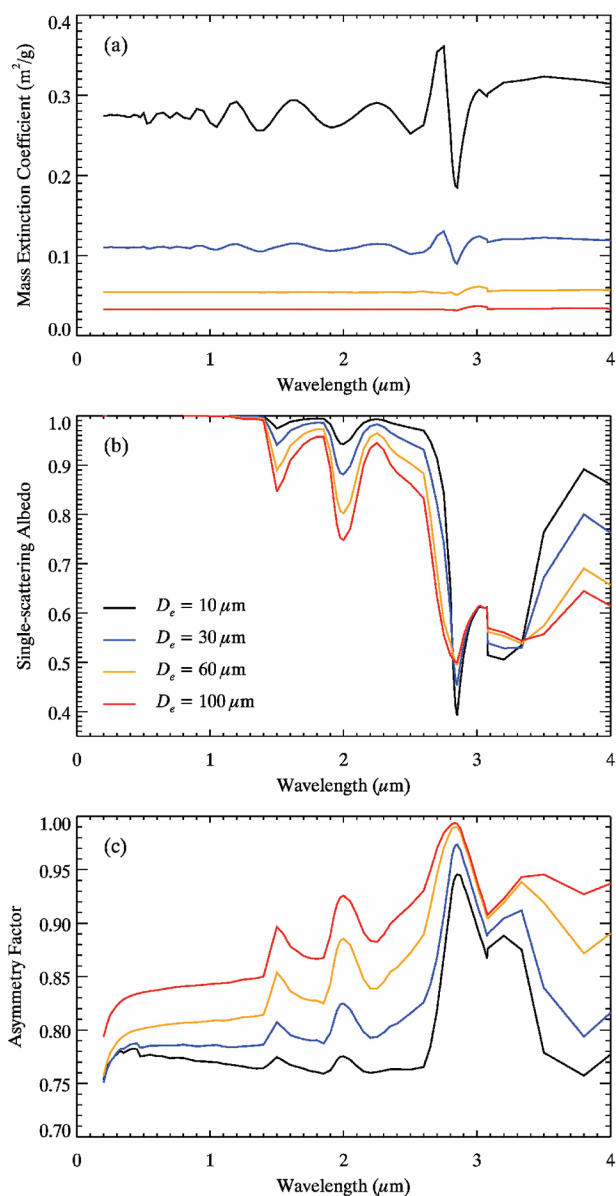 (a)
Mass Extinction Coefficient (m²/g)
0.4
0.3
0.2
0.1
0.0
0 1 2 3 4
Wavelength (μm)
(b)
Single-scattering Albedo
1.0
0.9
0.8
0.7
0.6
0.5
0.4
Dₑ = 10 μm
Dₑ = 30 μm
Dₑ = 60 μm
Dₑ = 100 μm
0 1 2 3 4
Wavelength (μm)
(c)
Asymmetry Factor
1.00
0.95
0.90
0.85
0.80
0.75
0.70
0 1 2 3 4
Wavelength (μm)